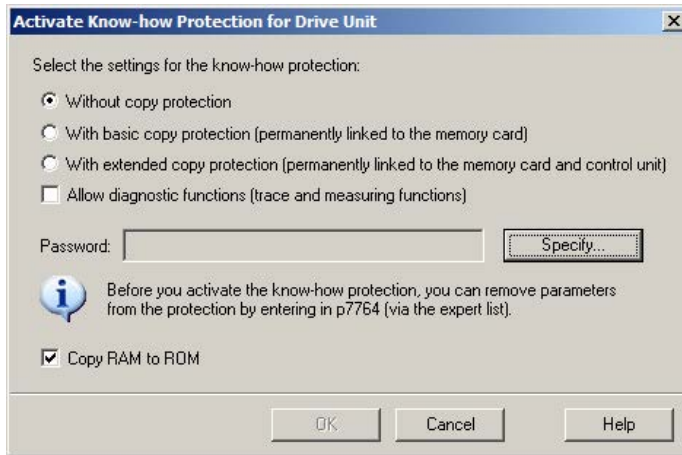 Activate Know-how Protection for Drive Unit
Select the settings for the know-how protection:
Without copy protection
With basic copy protection (permanently linked to the memory card)
With extended copy protection (permanently linked to the memory card and control unit)
Allow diagnostic functions (trace and measuring functions)
Password:
Specify...
Before you activate the know-how protection, you can remove parameters
from the protection by entering in p7764 (via the expert list).
Copy RAM to ROM
OK
Cancel
Help